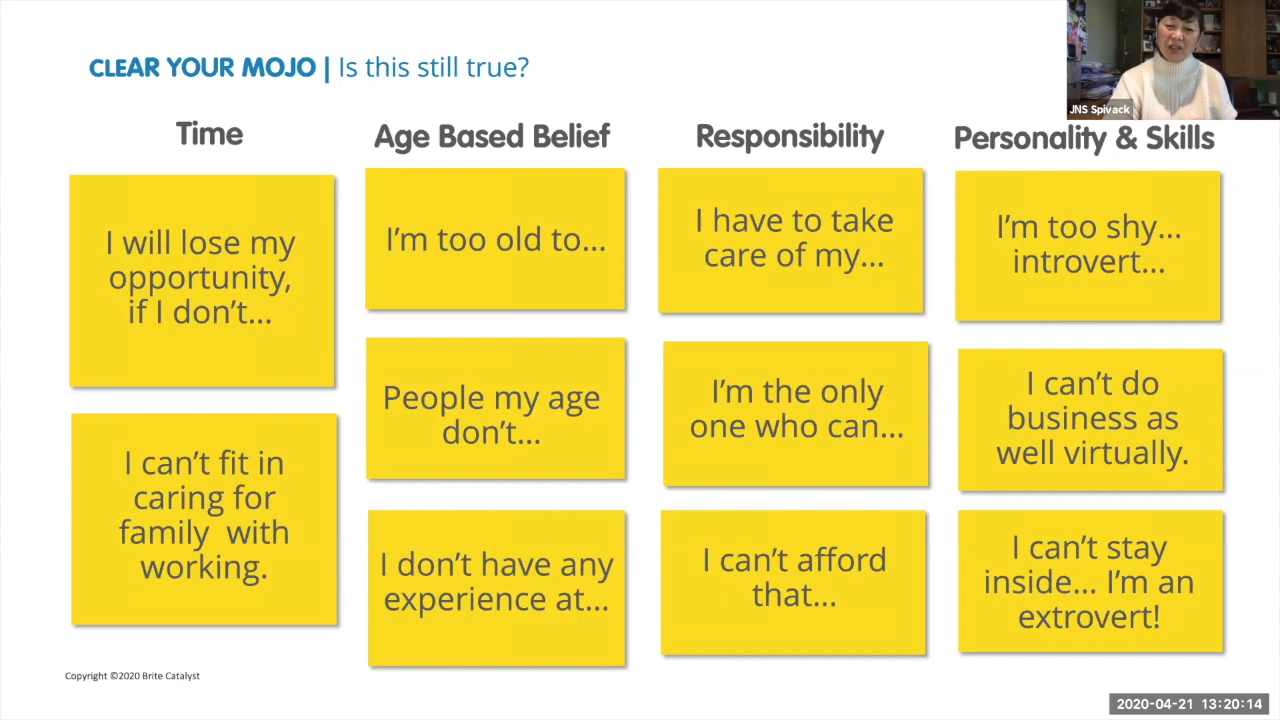 CLEAR YOUR MOJO | Is this still true?
JNS Spivack
Time
I will lose my
opportunity,
if I don’t...
I can’t fit in
caring for
family with
working.
Age Based Belief
I’m too old to...
People my age
don’t...
I don’t have any
experience at...
Responsibility
I have to take
care of my...
I’m the only
one who can...
I can’t afford
that...
Personality & Skills
I’m too shy...
introvert...
I can’t do
business as
well virtually.
I can’t stay
inside... I’m an
extrovert!
Copyright ©2020 Brite Catalyst
2020-04-21 13:20:14